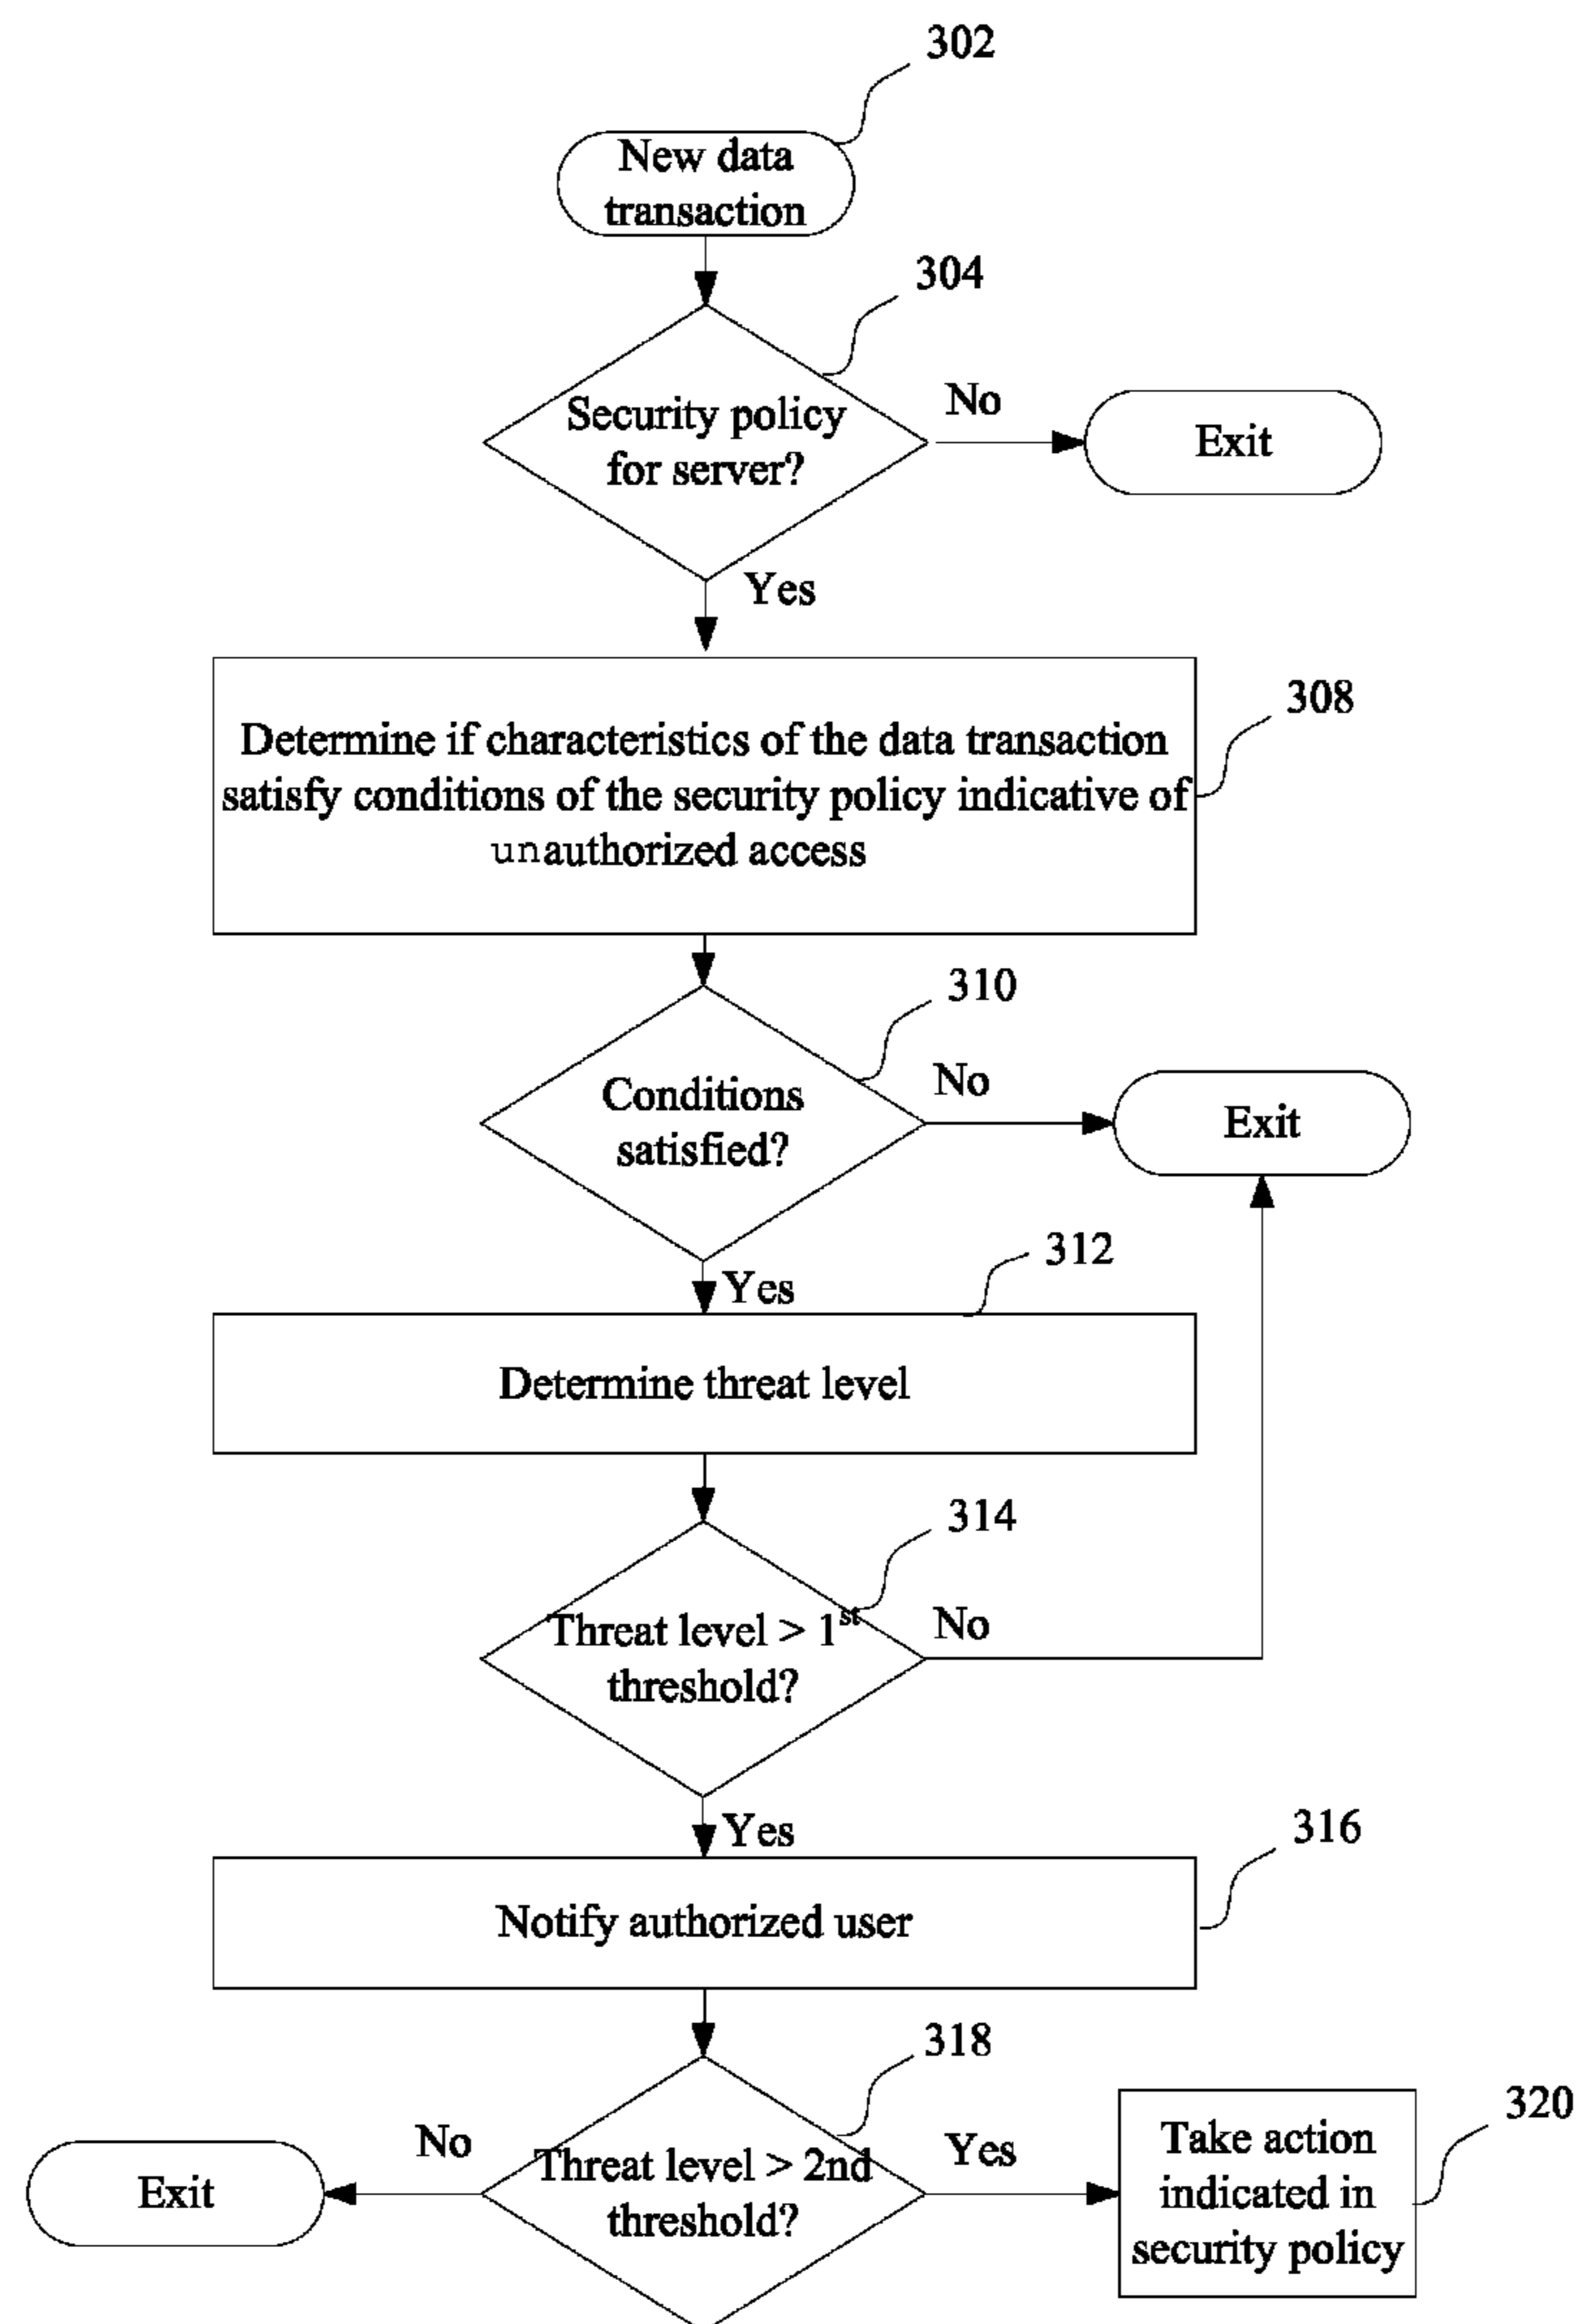 302
New data
transaction
304
Security policy
for server?
No
Exit
Yes
308
Determine if characteristics of the data transaction
satisfy conditions of the security policy indicative of
unauthorized access
310
Conditions
satisfied?
No
Exit
Yes
312
Determine threat level
314
Threat level > 1st
threshold?
No
Yes
316
Notify authorized user
318
Threat level > 2nd
threshold?
No
Exit
Yes
320
Take action
indicated in
security policy